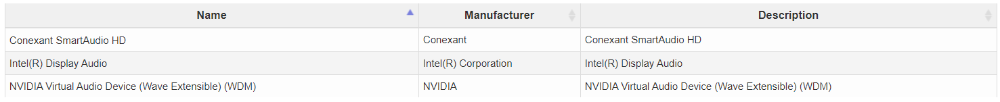 Name Manufacturer Description
Conexant SmartAudio HD Conexant Conexant SmartAudio HD
Intel(R) Display Audio Intel(R) Corporation Intel(R) Display Audio
NVIDIA Virtual Audio Device (Wave Extensible) (WDM) NVIDIA NVIDIA Virtual Audio Device (Wave Extensible) (WDM)